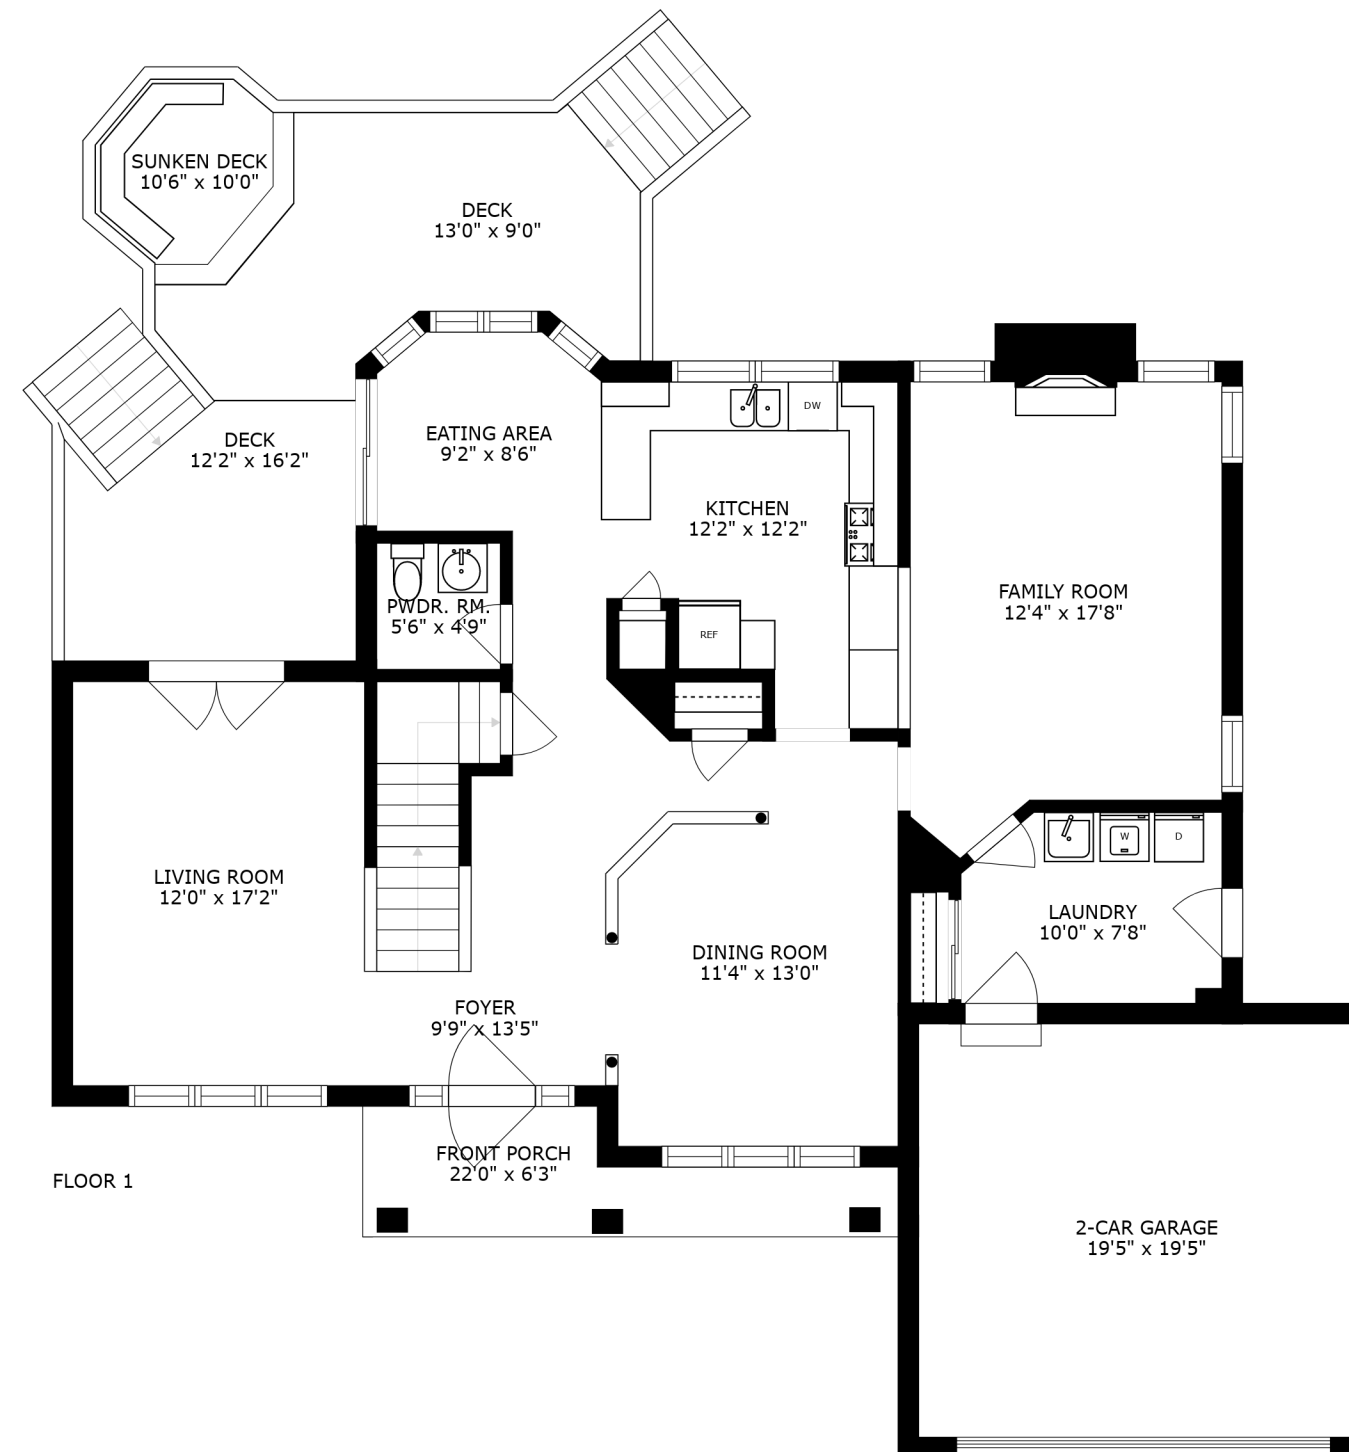 SUNKEN DECK
10'6" x 10'0"
DECK
13'0" x 9'0"
DECK
12'2" x 16'2"
EATING AREA
9'2" x 8'6"
DW
KITCHEN
12'2" x 12'2"
FAMILY ROOM
12'4" x 17'8"
PWDR. RM.
5'6" x 4'9"
REF
LIVING ROOM
12'0" x 17'2"
W
D
LAUNDRY
10'0" x 7'8"
DINING ROOM
11'4" x 13'0"
FOYER
9'9" x 13'5"
FRONT PORCH
22'0" x 6'3"
FLOOR 1
2-CAR GARAGE
19'5" x 19'5"